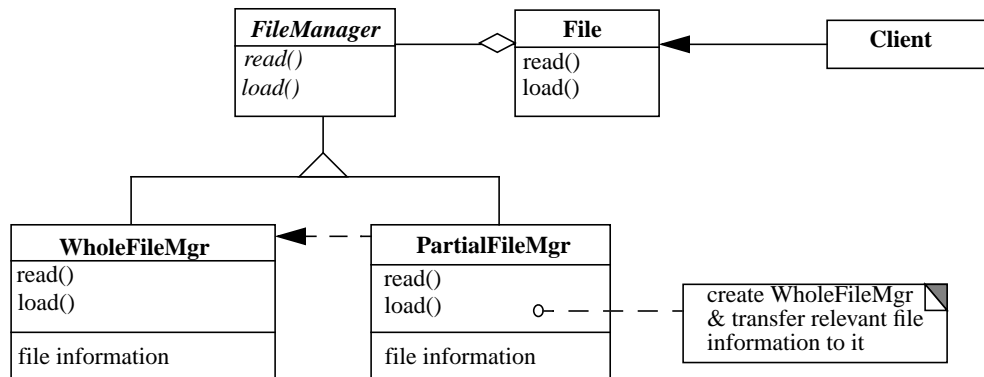 FileManager
read()
load()
File
read()
load()
Client
WholeFileMgr
read()
load()
file information
PartialFileMgr
read()
load()
file information
create WholeFileMgr
& transfer relevant file
information to it